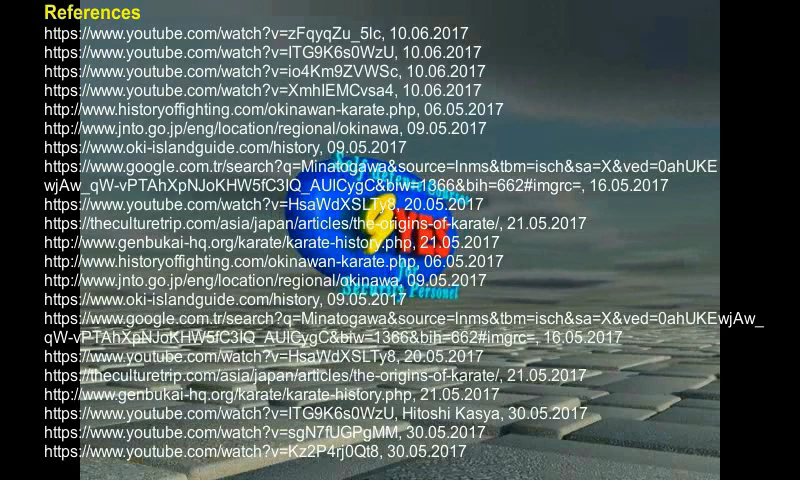 References
https://www.youtube.com/watch?v=zFqyqZu_5lc, 10.06.2017
https://www.youtube.com/watch?v=ITG9K6s0WzU, 10.06.2017
https://www.youtube.com/watch?v=io4Km9ZVWSc, 10.06.2017
https://www.youtube.com/watch?v=XmhIEMCvsa4, 10.06.2017
http://www.historyoffighting.com/okinawan-karate.php, 06.05.2017
http://www.jnto.go.jp/eng/location/regional/okinawa, 09.05.2017
https://www.oki-islandguide.com/history, 09.05.2017
https://www.google.com.tr/search?q=Minatogawa&source=lnms&tbm=isch&sa=X&ved=0ahUKE
wjAw_qW-vPTAhXpNJoKHW5fC3IQ_AUICygC&biw=1366&bih=662#imgrc=, 16.05.2017
https://www.youtube.com/watch?v=HsaWdXSLTy8, 20.05.2017
https://theculturetrip.com/asia/japan/articles/the-origins-of-karate/, 21.05.2017
http://www.genbukai-hq.org/karate/karate-history.php, 21.05.2017
http://www.historyoffighting.com/okinawan-karate.php, 06.05.2017
http://www.jnto.go.jp/eng/location/regional/okinawa, 09.05.2017
https://www.oki-islandguide.com/history, 09.05.2017
https://www.google.com.tr/search?q=Minatogawa&source=lnms&tbm=isch&sa=X&ved=0ahUKEwjAw_
qW-vPTAhXpNJoKHW5fC3IQ_AUICygC&biw=1366&bih=662#imgrc=, 16.05.2017
https://www.youtube.com/watch?v=HsaWdXSLTy8, 20.05.2017
https://theculturetrip.com/asia/japan/articles/the-origins-of-karate/, 21.05.2017
http://www.genbukai-hq.org/karate/karate-history.php, 21.05.2017
https://www.youtube.com/watch?v=ITG9K6s0WzU, Hitoshi Kasya, 30.05.2017
https://www.youtube.com/watch?v=sgN7fUGPgMM, 30.05.2017
https://www.youtube.com/watch?v=Kz2P4rj0Qt8, 30.05.2017
Self Defence
for
Security Personel